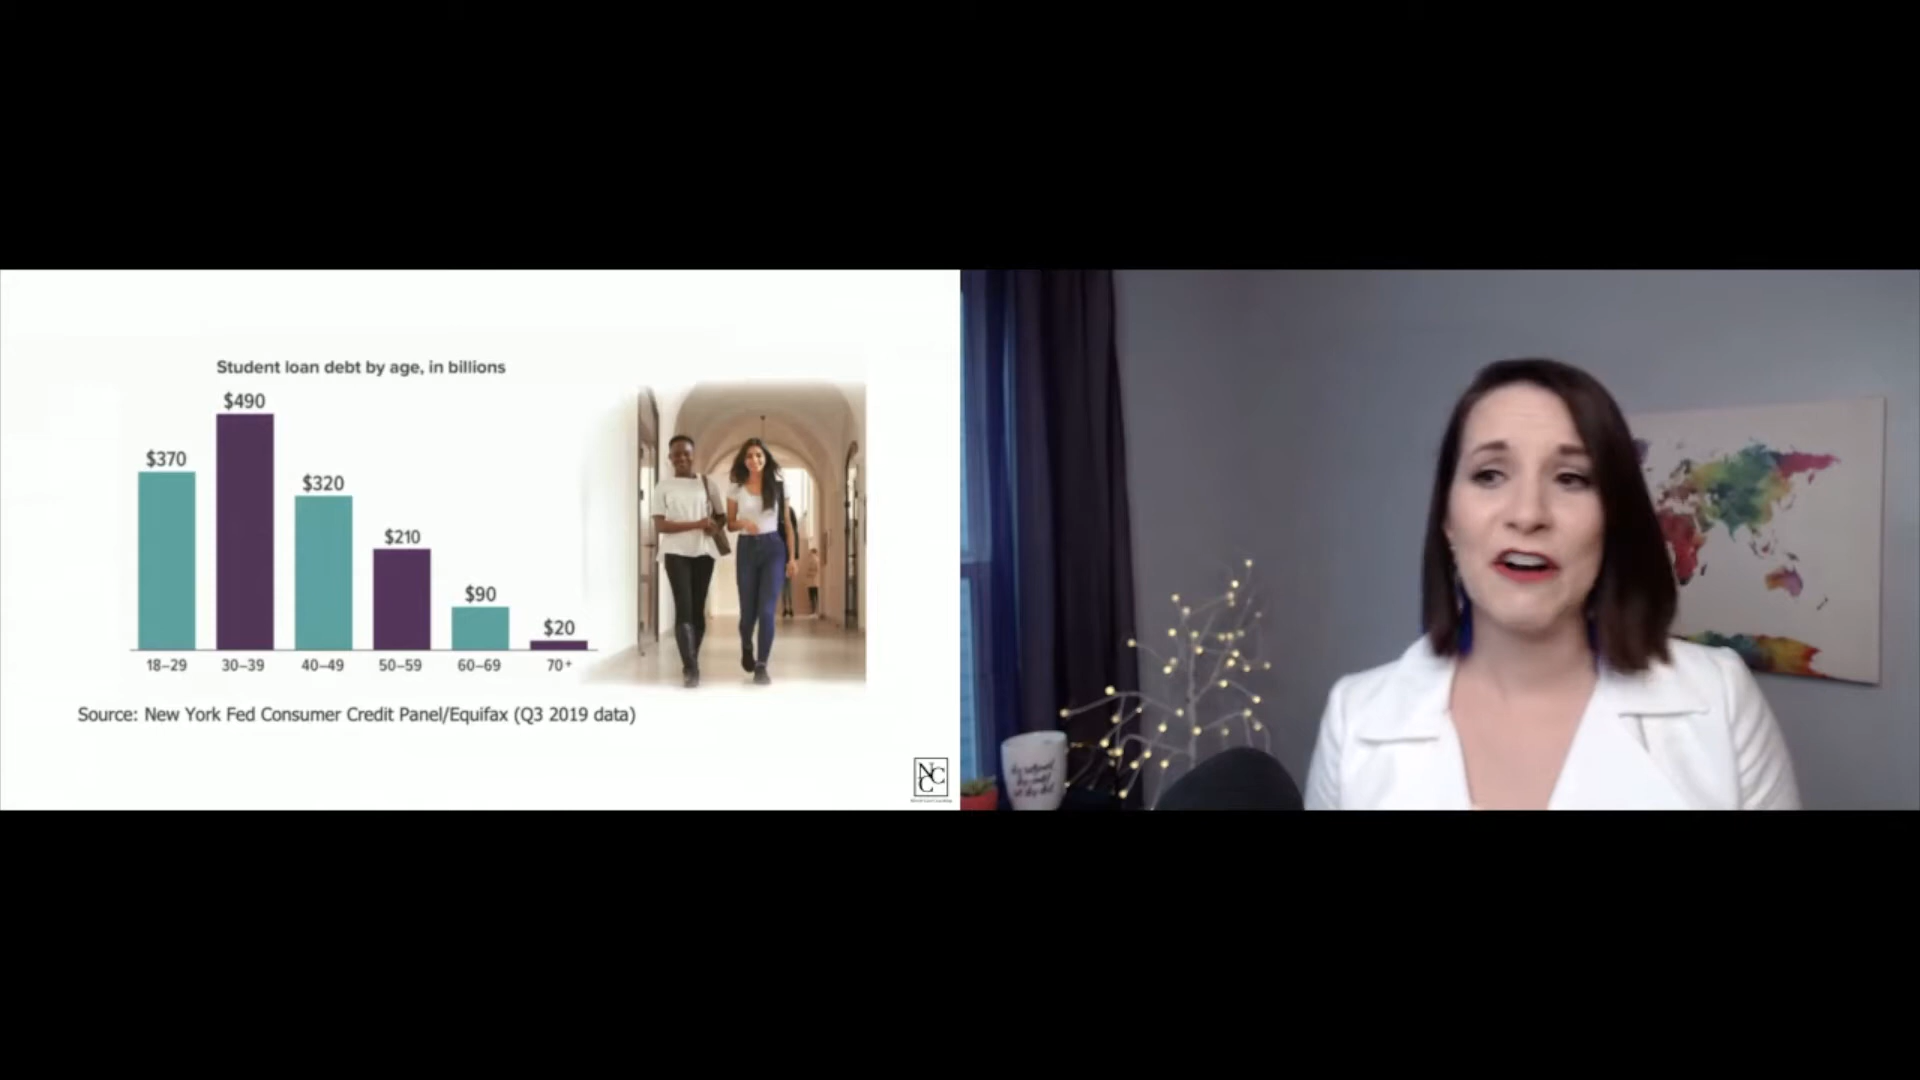 Student loan debt by age, in billions
$490
$370
$320
$210
$90
$20
18–29 30–39 40–49 50–59 60–69 70+
Source: New York Fed Consumer Credit Panel/Equifax (Q3 2019 data)
NCC